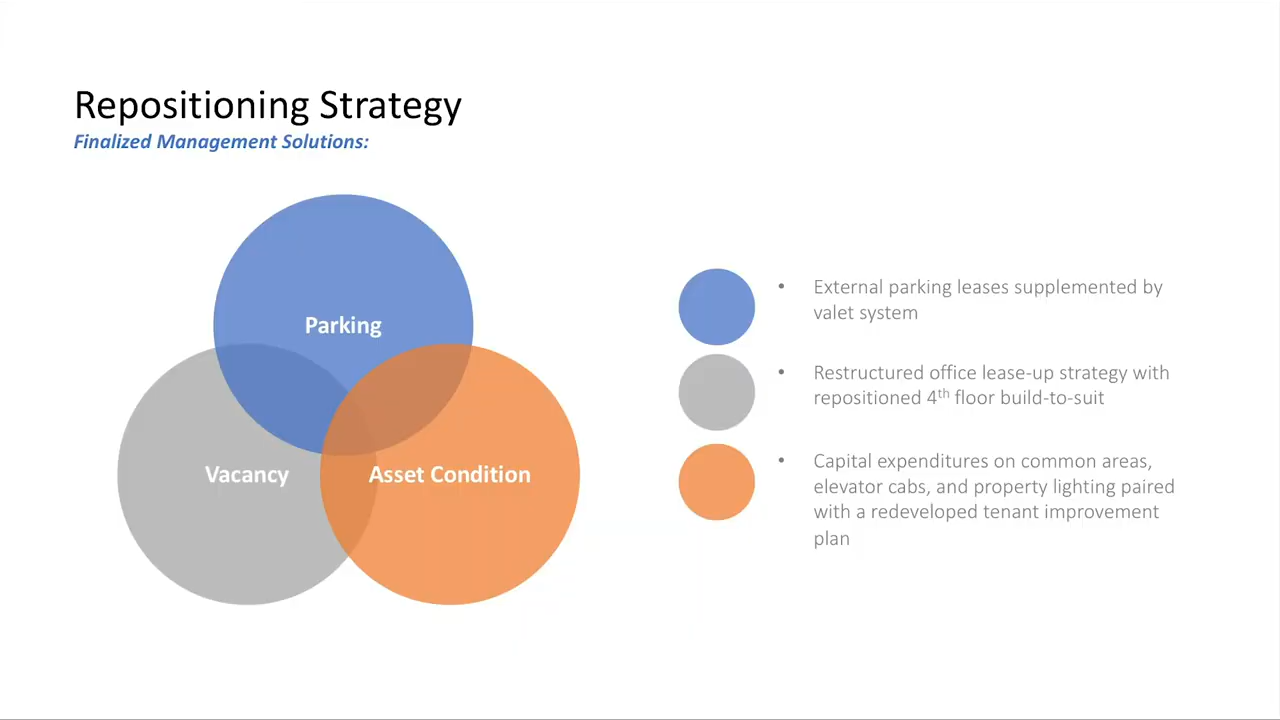 Repositioning Strategy
Finalized Management Solutions:
Parking
Vacancy
Asset Condition
• External parking leases supplemented by
valet system
• Restructured office lease-up strategy with
repositioned 4th floor build-to-suit
• Capital expenditures on common areas,
elevator cabs, and property lighting paired
with a redeveloped tenant improvement
plan